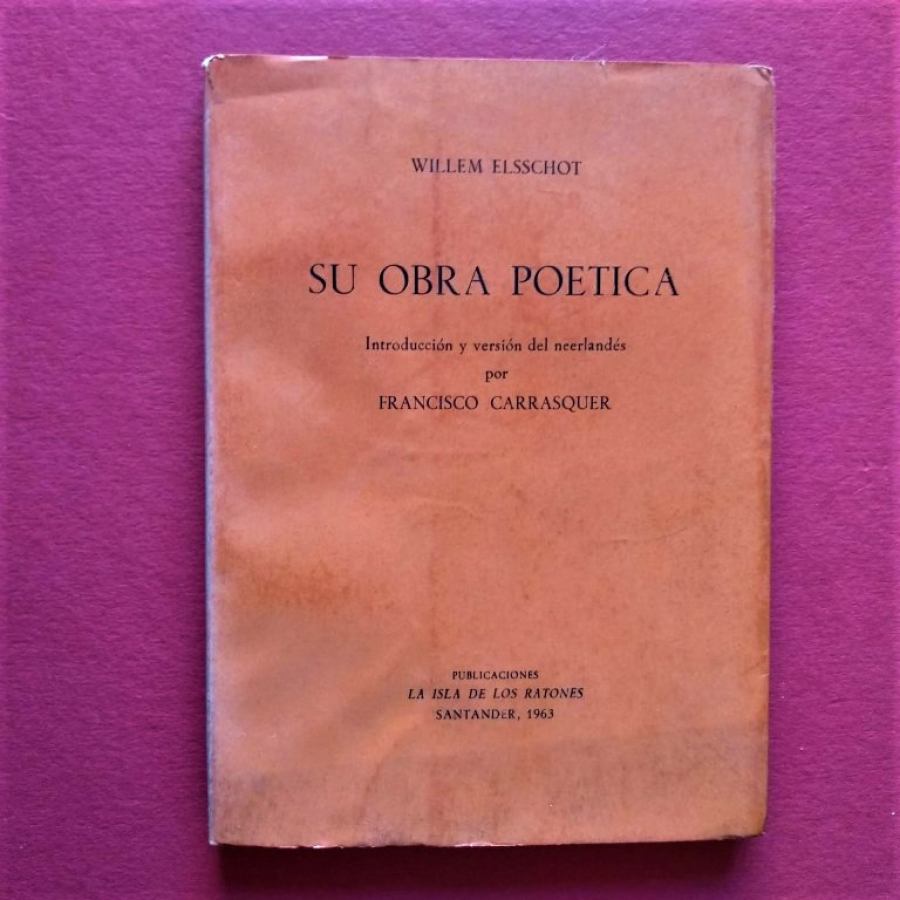 WILLEM ELSSCHOT
SU OBRA POETICA
Introducción y versión del neerlandés
por
FRANCISCO CARRASQUER
PUBLICACIONES
LA ISLA DE LOS RATONES
SANTANDER, 1963